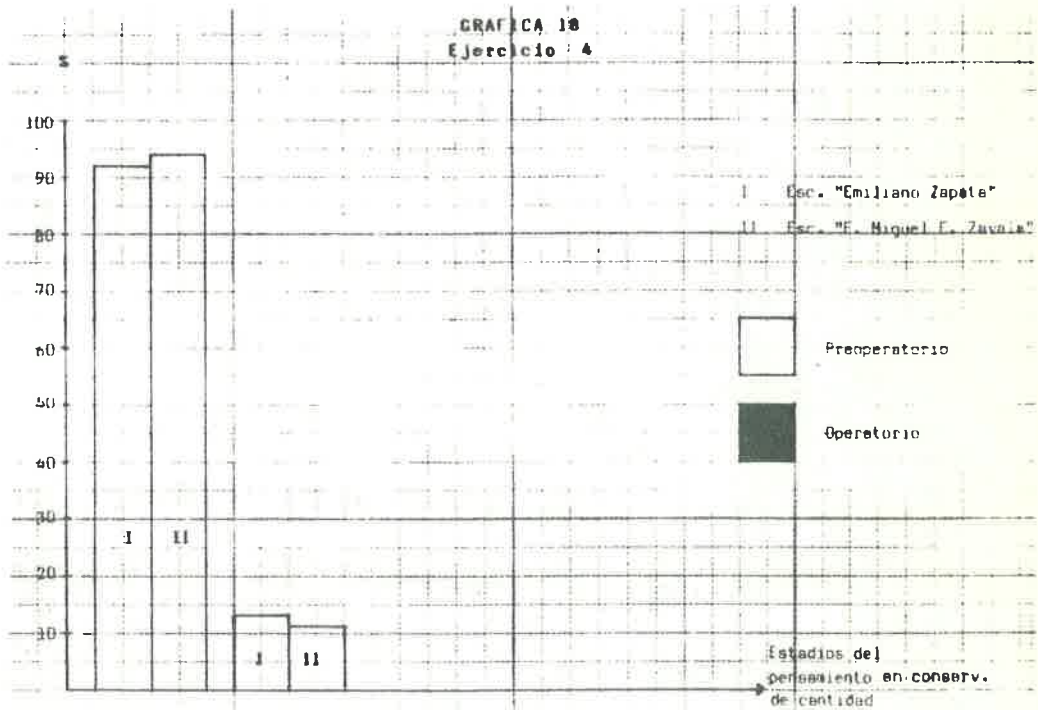 GRAFICA 18
Ejercicio : 4
%
100
90
80
70
60
50
40
30
20
10
I II
I II
I Esc. "Emiliano Zapata"
II Esc. "E. Miguel E. Zavala"
Preoperatorio
Operatorio
Estadios del
pensamiento en conserv.
de cantidad